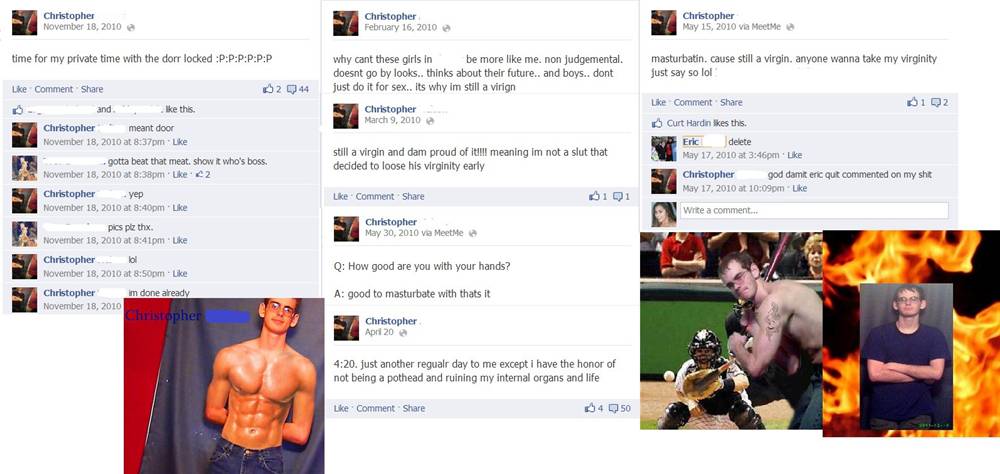 Christopher
November 18, 2010
time for my private time with the dorr locked :P:P:P:P:P:P
Like · Comment · Share
2 44
and
like this.
Christopher meant door
November 18, 2010 at 8:37pm · Like
gotta beat that meat. show it who's boss.
November 18, 2010 at 8:38pm · Like · 2
Christopher yep
November 18, 2010 at 8:40pm · Like
pics plz thx.
November 18, 2010 at 8:41pm · Like
Christopher lol
November 18, 2010 at 8:50pm · Like
Christopher im done already
November 18, 2010
Christopher
Christopher
February 16, 2010
why cant these girls in be more like me. non judgemental.
doesnt go by looks.. thinks about their future.. and boys.. dont
just do it for sex.. its why im still a virign
Christopher
March 9, 2010
still a virgin and dam proud of it!!!! meaning im not a slut that
decided to loose his virginity early
Like · Comment · Share
1 1
Christopher
May 30, 2010 via MeetMe
Q: How good are you with your hands?
A: good to masturbate with thats it
Christopher
April 20
4:20. just another regualr day to me except i have the honor of
not being a pothead and ruining my internal organs and life
Like · Comment · Share
4 50
Christopher
May 15, 2010 via MeetMe
masturbatin. cause still a virgin. anyone wanna take my virginity
just say so lol
Like · Comment · Share
1 2
Curt Hardin likes this.
Eric delete
May 17, 2010 at 3:46pm · Like
Christopher god damit eric quit commented on my shit
May 17, 2010 at 10:09pm · Like
Write a comment...